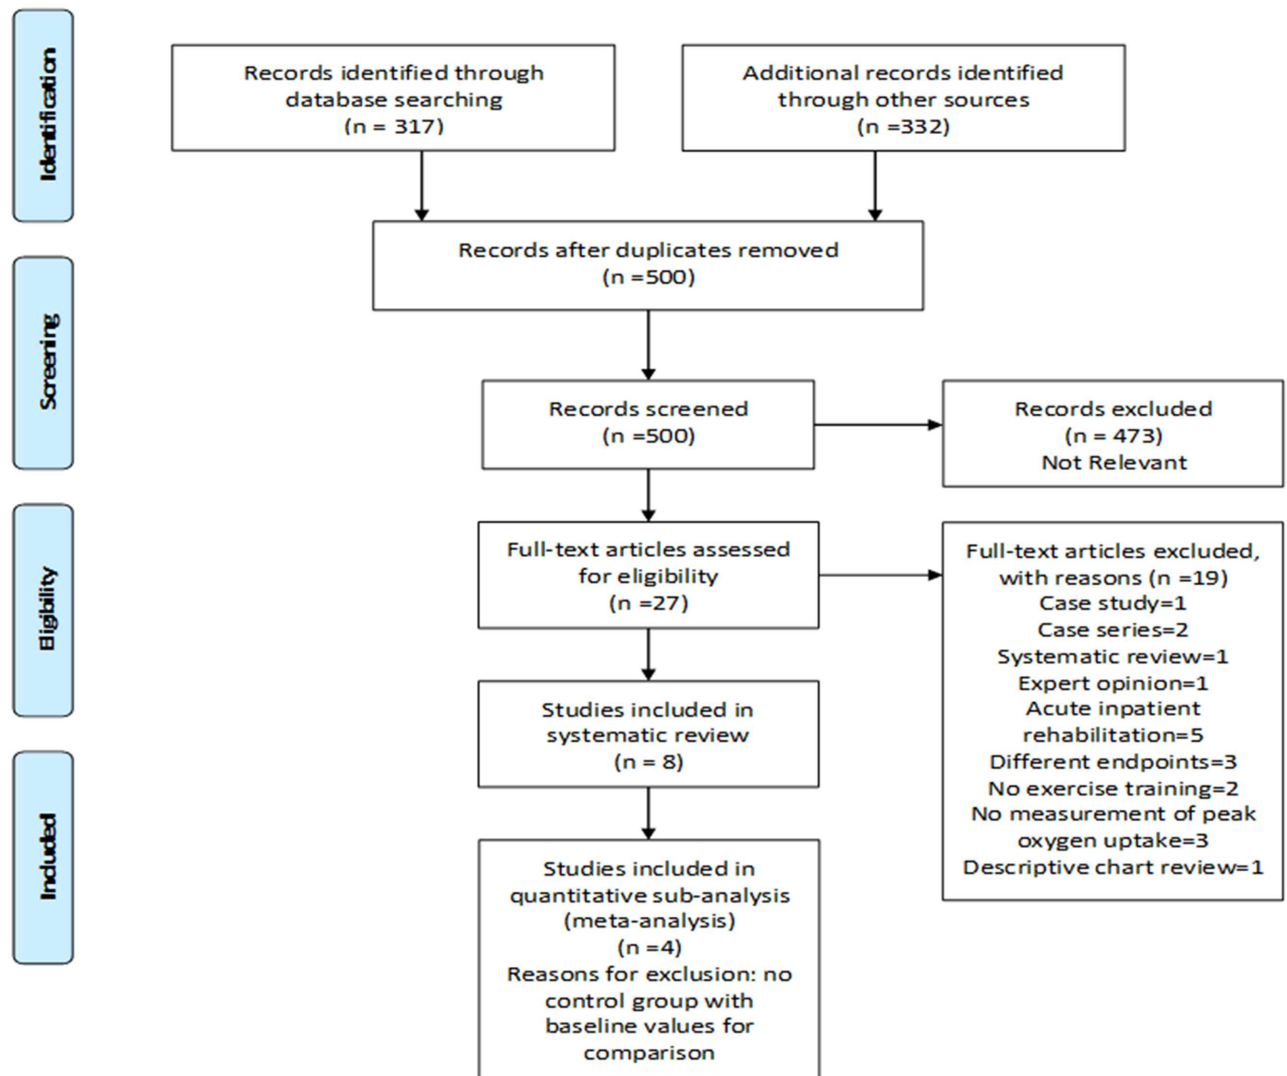 Identification
Records identified through
database searching
(n = 317)
Additional records identified
through other sources
(n =332)
Records after duplicates removed
(n =500)
Screening
Records screened
(n =500)
Records excluded
(n = 473)
Not Relevant
Eligibility
Full-text articles assessed
for eligibility
(n =27)
Full-text articles excluded,
with reasons (n =19)
Case study=1
Case series=2
Systematic review=1
Expert opinion=1
Acute inpatient
rehabilitation=5
Different endpoints=3
No exercise training=2
No measurement of peak
oxygen uptake=3
Descriptive chart review=1
Studies included in
systematic review
(n = 8)
Included
Studies included in
quantitative sub-analysis
(meta-analysis)
(n =4)
Reasons for exclusion: no
control group with
baseline values for
comparison